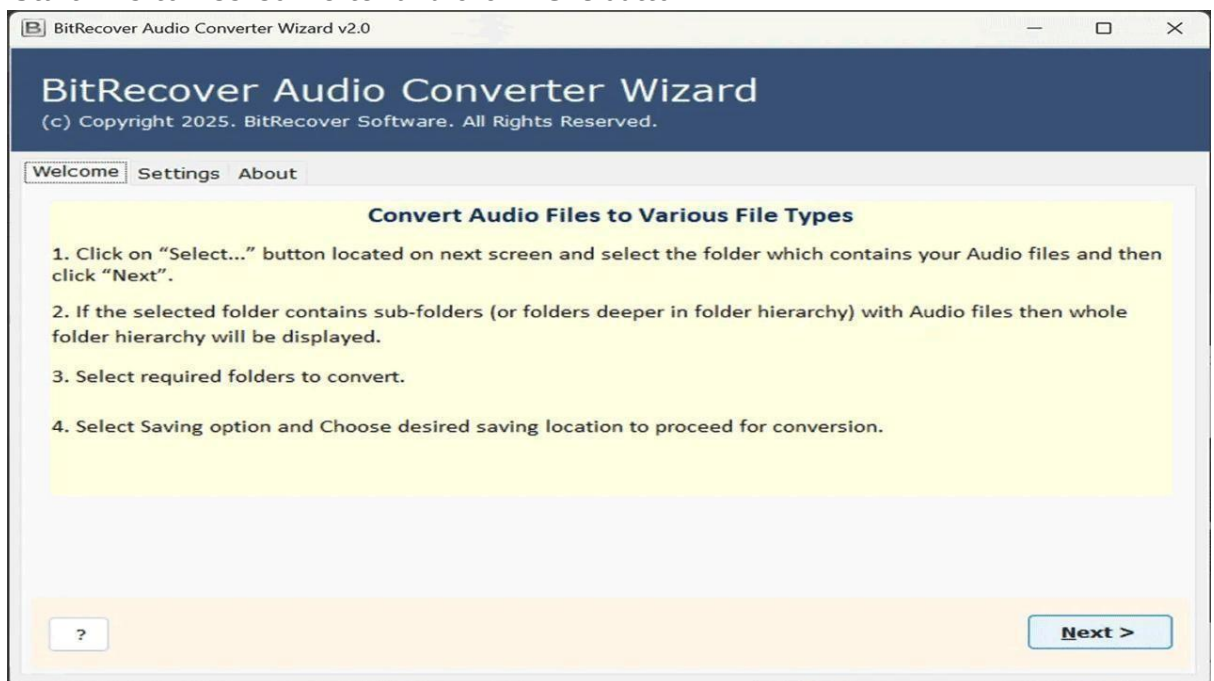 BitRecover Audio Converter Wizard v2.0
BitRecover Audio Converter Wizard
(c) Copyright 2025. BitRecover Software. All Rights Reserved.
Welcome Settings About
Convert Audio Files to Various File Types
1. Click on “Select...” button located on next screen and select the folder which contains your Audio files and then
click “Next”.
2. If the selected folder contains sub-folders (or folders deeper in folder hierarchy) with Audio files then whole
folder hierarchy will be displayed.
3. Select required folders to convert.
4. Select Saving option and Choose desired saving location to proceed for conversion.
? Next >